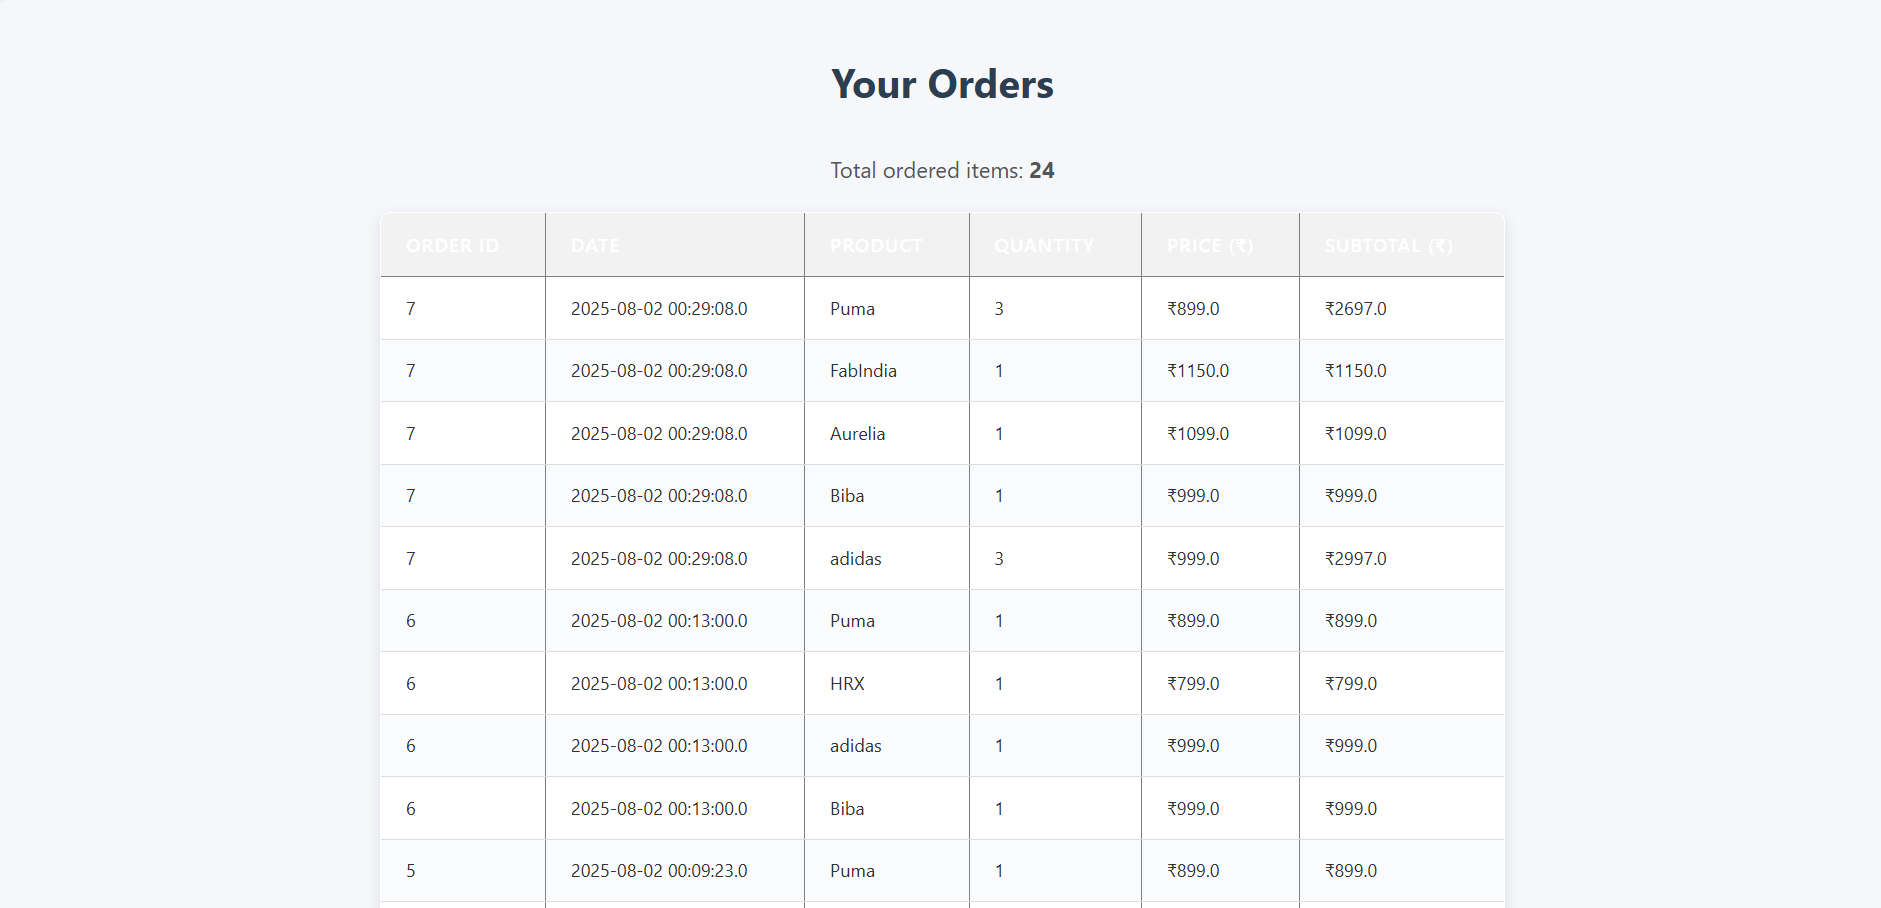 Your Orders
Total ordered items: 24
ORDER ID DATE PRODUCT QUANTITY PRICE (₹) SUBTOTAL (₹)
7 2025-08-02 00:29:08.0 Puma 3 ₹899.0 ₹2697.0
7 2025-08-02 00:29:08.0 FabIndia 1 ₹1150.0 ₹1150.0
7 2025-08-02 00:29:08.0 Aurelia 1 ₹1099.0 ₹1099.0
7 2025-08-02 00:29:08.0 Biba 1 ₹999.0 ₹999.0
7 2025-08-02 00:29:08.0 adidas 3 ₹999.0 ₹2997.0
6 2025-08-02 00:13:00.0 Puma 1 ₹899.0 ₹899.0
6 2025-08-02 00:13:00.0 HRX 1 ₹799.0 ₹799.0
6 2025-08-02 00:13:00.0 adidas 1 ₹999.0 ₹999.0
6 2025-08-02 00:13:00.0 Biba 1 ₹999.0 ₹999.0
5 2025-08-02 00:09:23.0 Puma 1 ₹899.0 ₹899.0